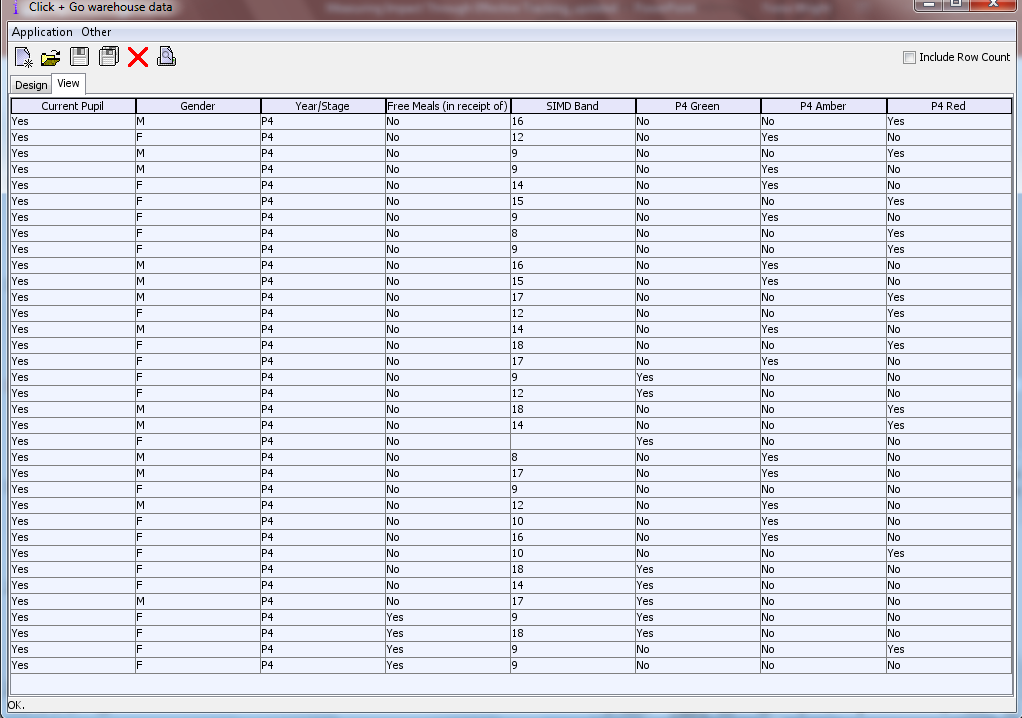 Click + Go warehouse data
Application Other
Include Row Count
Design View
Current Pupil Gender Year/Stage Free Meals (in receipt of) SIMD Band P4 Green P4 Amber P4 Red
Yes M P4 No 16 No No Yes
Yes F P4 No 12 No Yes No
Yes M P4 No 9 No No Yes
Yes M P4 No 9 No Yes No
Yes F P4 No 14 No Yes No
Yes F P4 No 15 No No Yes
Yes F P4 No 9 No Yes No
Yes F P4 No 8 No No Yes
Yes F P4 No 9 No No Yes
Yes M P4 No 16 No Yes No
Yes M P4 No 15 No Yes No
Yes M P4 No 17 No No Yes
Yes F P4 No 12 No No Yes
Yes M P4 No 14 No Yes No
Yes F P4 No 18 No No Yes
Yes F P4 No 17 No Yes No
Yes F P4 No 9 Yes No No
Yes F P4 No 12 Yes No No
Yes M P4 No 18 No No Yes
Yes M P4 No 14 No No Yes
Yes F P4 No Yes No No
Yes M P4 No 8 No Yes No
Yes M P4 No 17 No Yes No
Yes F P4 No 9 No No No
Yes M P4 No 12 No Yes No
Yes F P4 No 10 No Yes No
Yes F P4 No 16 No Yes No
Yes F P4 No 10 No No Yes
Yes F P4 No 18 Yes No No
Yes F P4 No 14 Yes No No
Yes M P4 No 17 Yes No No
Yes F P4 Yes 9 Yes No No
Yes F P4 Yes 18 Yes No No
Yes F P4 Yes 9 No No Yes
Yes F P4 Yes 9 No No No
OK.